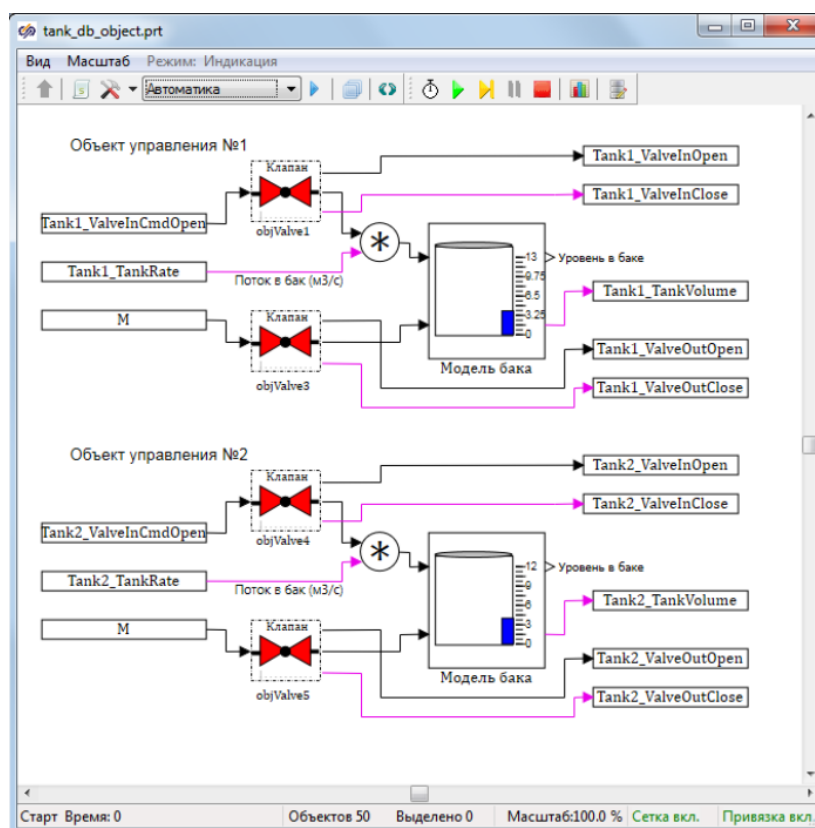 tank_db_object.prt
Вид Масштаб Режим: Индикация
Автоматика
Объект управления №1
Клапан
objValve1
Tank1_ValveInOpen
Tank1_ValveInClose
Tank1_ValveInCmdOpen
Tank1_TankRate
Поток в бак (м3/с)
*
13
9.75
6.5
3.25
0
Уровень в баке
Tank1_TankVolume
M
Клапан
objValve3
Модель бака
Tank1_ValveOutOpen
Tank1_ValveOutClose
Объект управления №2
Клапан
objValve4
Tank2_ValveInOpen
Tank2_ValveInClose
Tank2_ValveInCmdOpen
Tank2_TankRate
Поток в бак (м3/с)
*
12
9
6
3
0
Уровень в баке
Tank2_TankVolume
M
Клапан
objValve5
Модель бака
Tank2_ValveOutOpen
Tank2_ValveOutClose
Старт Время: 0 Объектов 50 Выделено 0 Масштаб:100.0 % Сетка вкл. Привязка вкл.